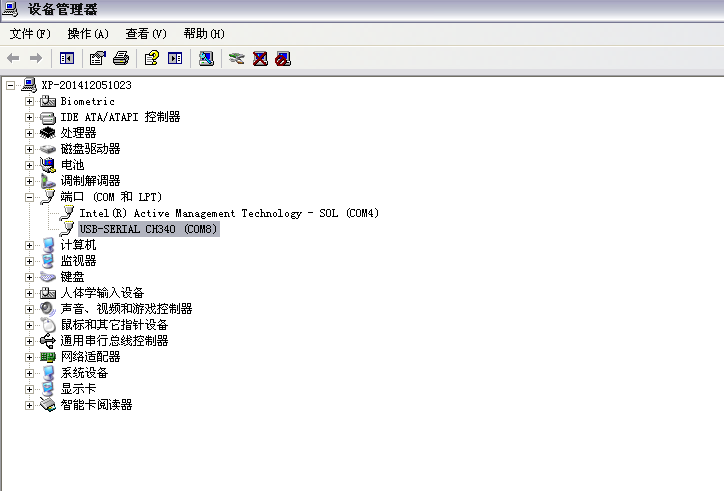 设备管理器
文件(F) 操作(A) 查看(V) 帮助(H)
XP-201412051023
Biometric
IDE ATA/ATAPI 控制器
处理器
磁盘驱动器
电池
调制解调器
端口 (COM 和 LPT)
Intel(R) Active Management Technology - SOL (COM4)
USB-SERIAL CH340 (COM8)
计算机
监视器
键盘
人体学输入设备
声音、视频和游戏控制器
鼠标和其它指针设备
通用串行总线控制器
网络适配器
系统设备
显示卡
智能卡阅读器